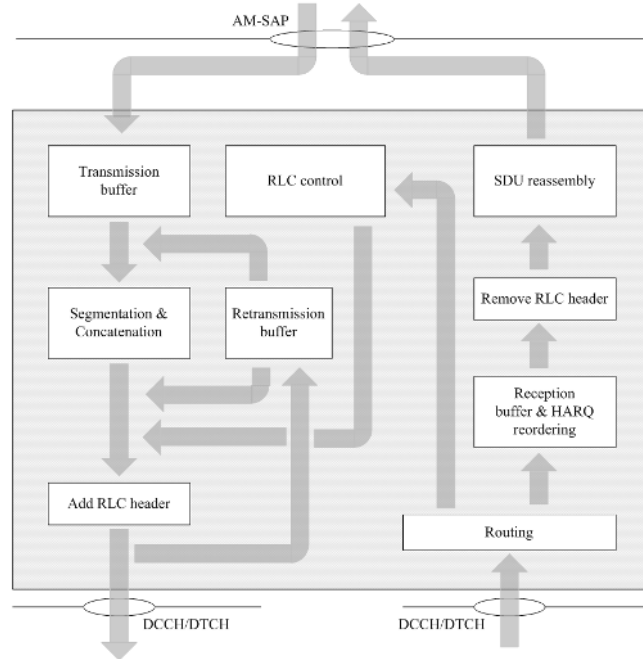 AM-SAP
Transmission
buffer
RLC control
SDU reassembly
Segmentation &
Concatenation
Retransmission
buffer
Remove RLC header
Reception
buffer & HARQ
reordering
Add RLC header
Routing
DCCH/DTCH
DCCH/DTCH